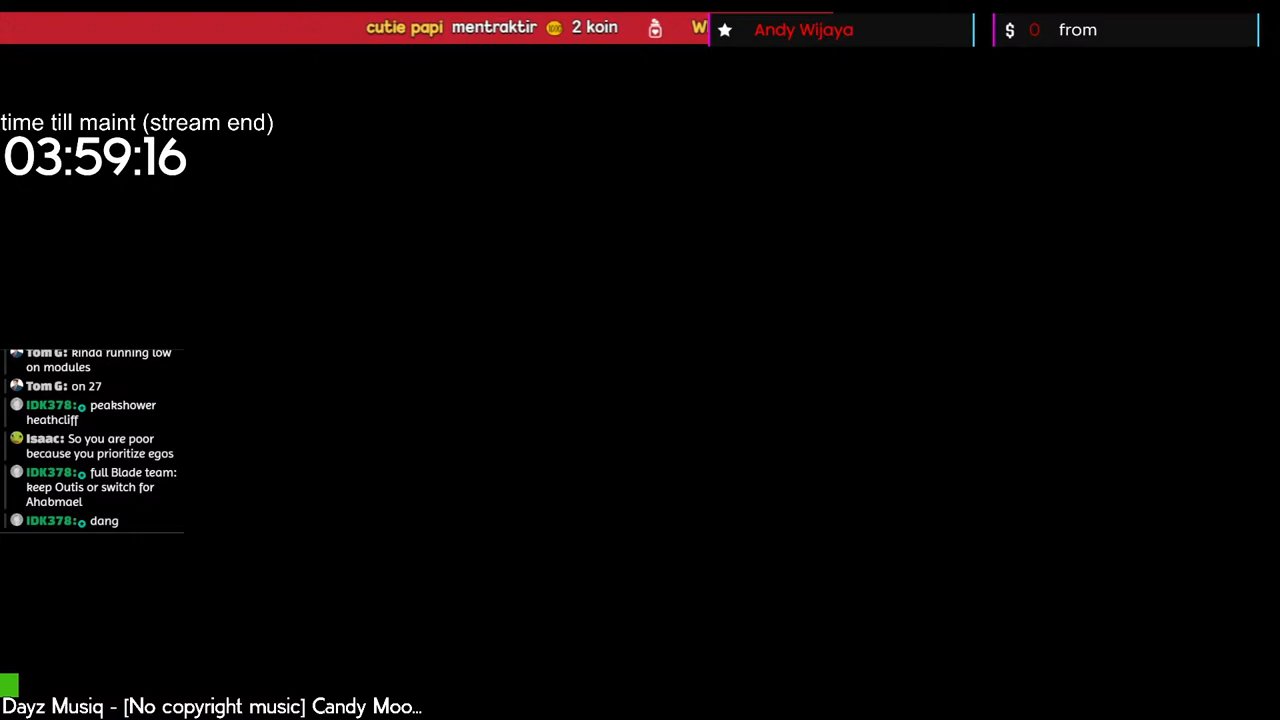 cutie papi mentraktir 2 koin W
Andy Wijaya
$ 0 from
time till maint (stream end)
03:59:16
Tom G: kinda running low
on modules
Tom G: on 27
IDK378: peakshower
heathcliff
Isaac: So you are poor
because you prioritize egos
IDK378: full Blade team:
keep Outis or switch for
Ahabmael
IDK378: dang
Dayz Musiq - [No copyright music] Candy Moo...